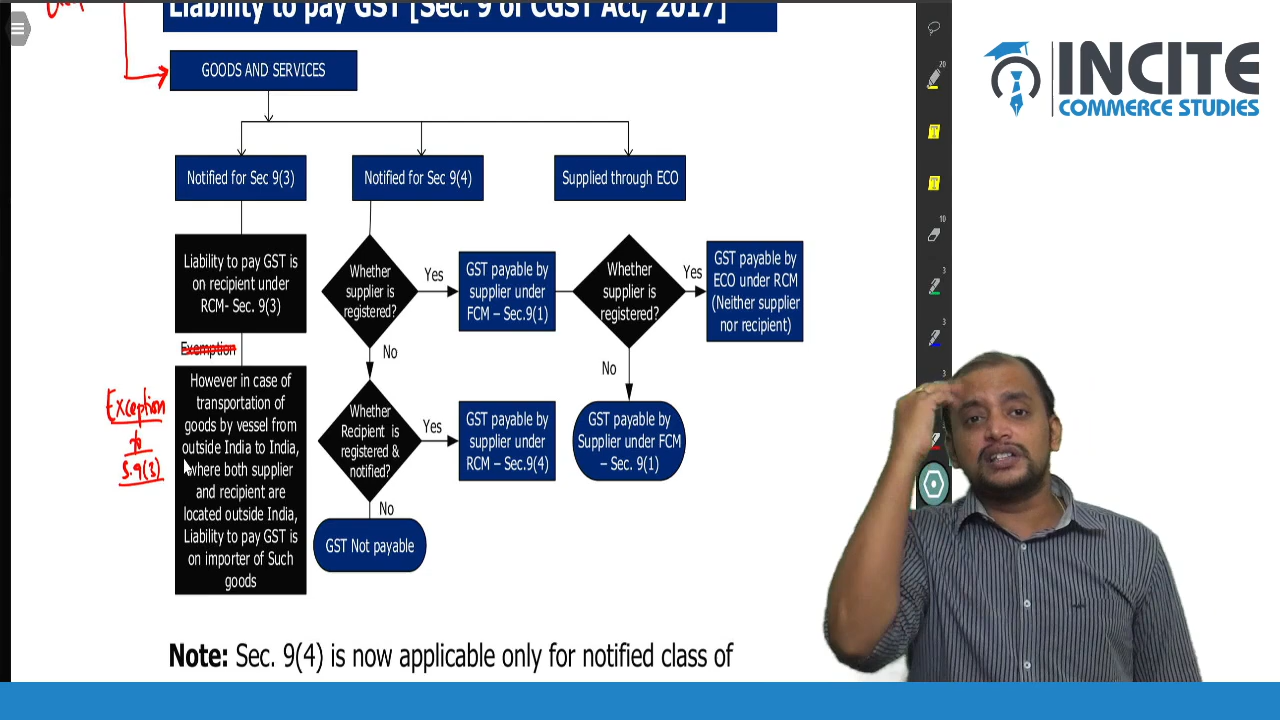 Liability to pay GST [Sec. 9 of CGST Act, 2017]
GOODS AND SERVICES
Notified for Sec 9(3)
Notified for Sec 9(4)
Supplied through ECO
Liability to pay GST is
on recipient under
RCM- Sec. 9(3)
Whether
supplier is
registered?
Yes
GST payable by
supplier under
FCM – Sec.9(1)
Whether
supplier is
registered?
Yes
GST payable by
ECO under RCM
(Neither supplier
nor recipient)
Exemption
No
No
Exception
to
S.9(3)
However in case of
transportation of
goods by vessel from
outside India to India,
where both supplier
and recipient are
located outside India,
Liability to pay GST is
on importer of Such
goods
Whether
Recipient is
registered &
notified?
Yes
GST payable by
supplier under
RCM – Sec.9(4)
GST payable by
Supplier under FCM
– Sec. 9(1)
No
GST Not payable
Note: Sec. 9(4) is now applicable only for notified class of
INCITE
COMMERCE STUDIES
20
10
3
3
3